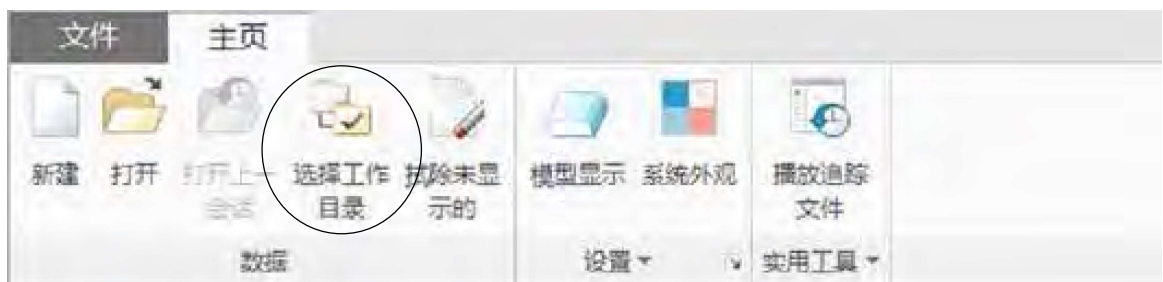 文件 主页
新建 打开 打开上一 选择工作 拭除未显 模型显示 系统外观 播放追踪
会话 目录 示的 文件
数据 设置 实用工具